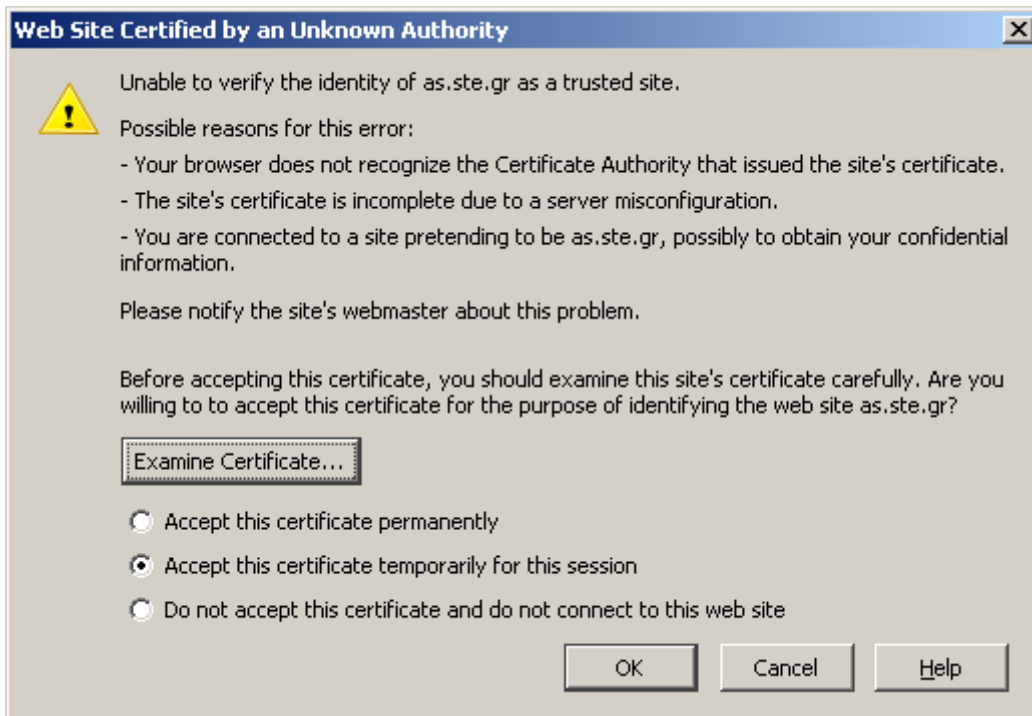 Web Site Certified by an Unknown Authority
Unable to verify the identity of as.ste.gr as a trusted site.
Possible reasons for this error:
- Your browser does not recognize the Certificate Authority that issued the site's certificate.
- The site's certificate is incomplete due to a server misconfiguration.
- You are connected to a site pretending to be as.ste.gr, possibly to obtain your confidential
information.
Please notify the site's webmaster about this problem.
Before accepting this certificate, you should examine this site's certificate carefully. Are you
willing to to accept this certificate for the purpose of identifying the web site as.ste.gr?
Examine Certificate...
Accept this certificate permanently
Accept this certificate temporarily for this session
Do not accept this certificate and do not connect to this web site
OK
Cancel
Help